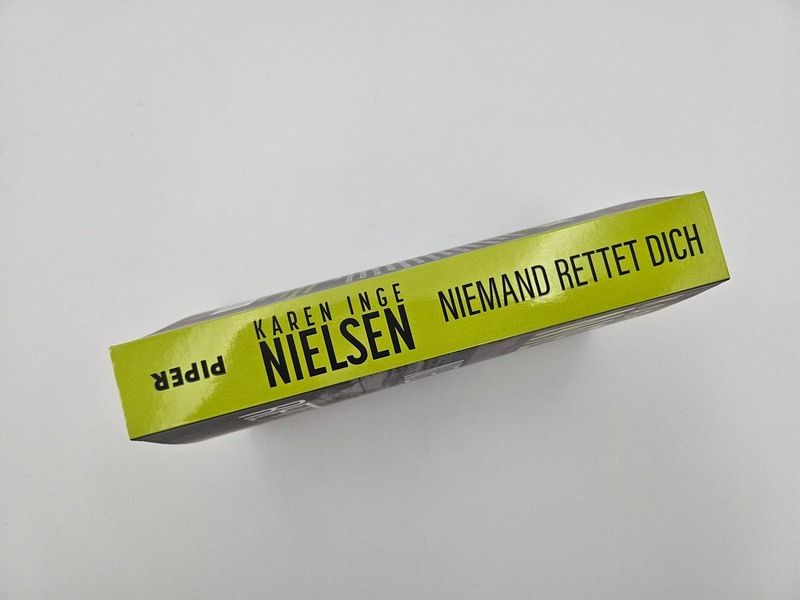 PIPER
KAREN INGE
NIELSEN
NIEMAND RETTET DICH